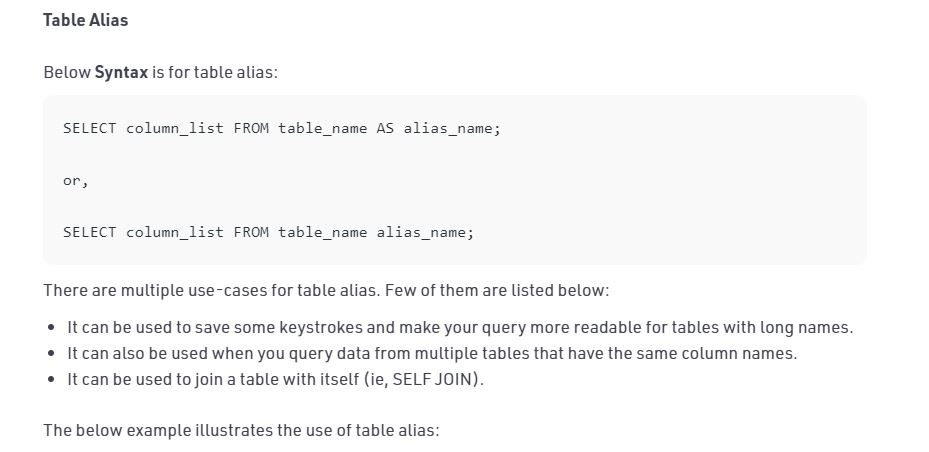 Table Alias
Below Syntax is for table alias:
SELECT column_list FROM table_name AS alias_name;
or,
SELECT column_list FROM table_name alias_name;
There are multiple use-cases for table alias. Few of them are listed below:
• It can be used to save some keystrokes and make your query more readable for tables with long names.
• It can also be used when you query data from multiple tables that have the same column names.
• It can be used to join a table with itself (ie, SELF JOIN).
The below example illustrates the use of table alias: